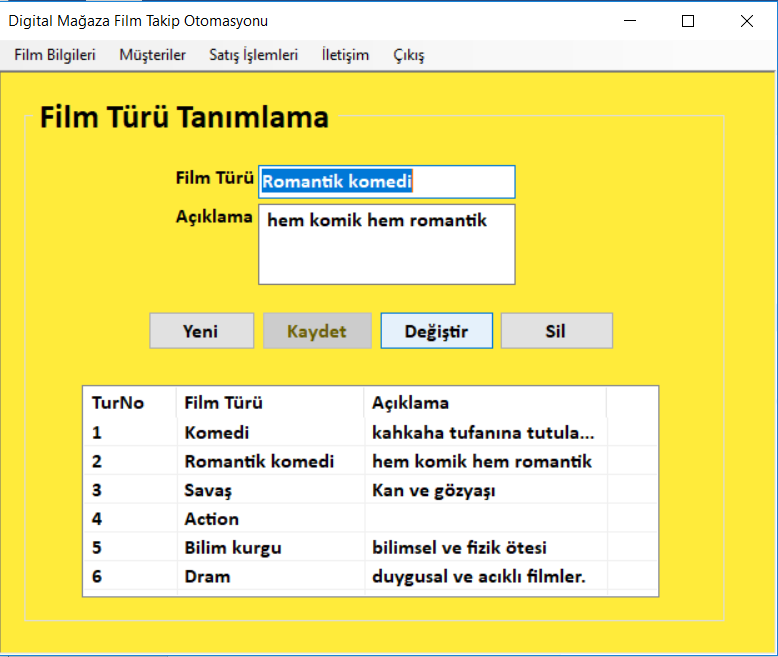 Digital Mağaza Film Takip Otomasyonu
Film Bilgileri Müşteriler Satış İşlemleri İletişim Çıkış
Film Türü Tanımlama
Film Türü Romantik komedi
Açıklama hem komik hem romantik
Yeni Kaydet Değiştir Sil
TurNo Film Türü Açıklama
1 Komedi kahkaha tufanına tutula...
2 Romantik komedi hem komik hem romantik
3 Savaş Kan ve gözyaşı
4 Action
5 Bilim kurgu bilimsel ve fizik ötesi
6 Dram duygusal ve acıklı filmler.